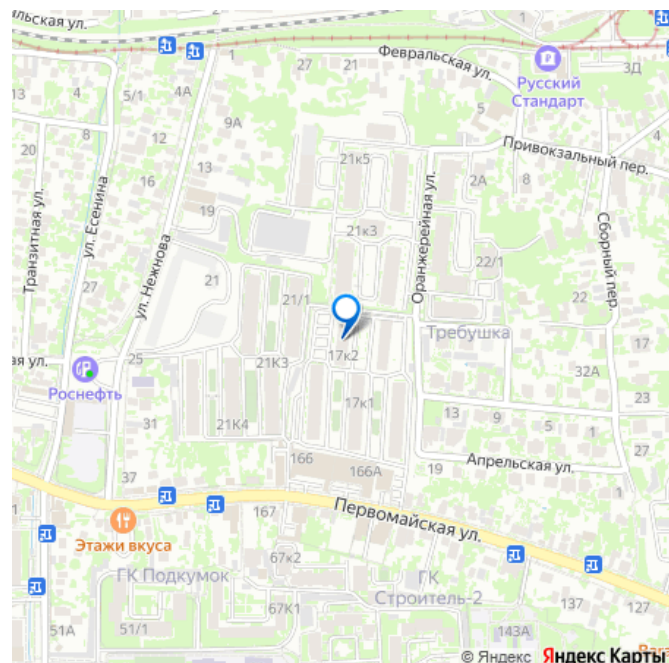 альская ул.
Февральская ул.
Русский
Стандарт
3Д
13
4
5/1
4А
9А
27
21
5
20
8
12
16
13
19
21к5
2А
8
4
Привокзальный пер.
Транзитная ул.
ул. Есенина
ул. Нежнова
21к3
Оранжерейная ул.
Сборный пер.
27
21
21/1
22/1
22
Требушка
ая ул.
25
Роснефть
21К3
17к2
32А
31
21К4
17к1
13
9
5
1
23
37
166
166А
19
Апрельская ул.
27
1
Этажи вкуса
167
Первомайская ул.
67к2
ГК Подкумок
ГК
Строитель-2
137
127
51А
51/1
67К1
143А
© Яндекс Яндекс Карты